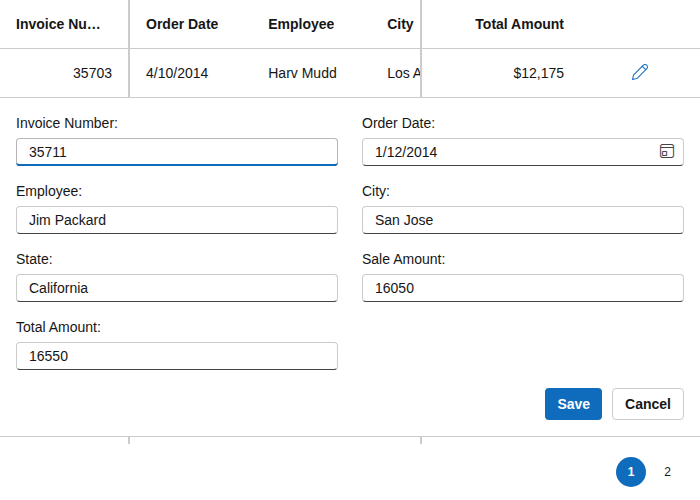 Invoice Nu… Order Date Employee City Total Amount
35703 4/10/2014 Harv Mudd Los A $12,175
Invoice Number: Order Date:
35711 1/12/2014
Employee: City:
Jim Packard San Jose
State: Sale Amount:
California 16050
Total Amount:
16550
Save Cancel
1 2